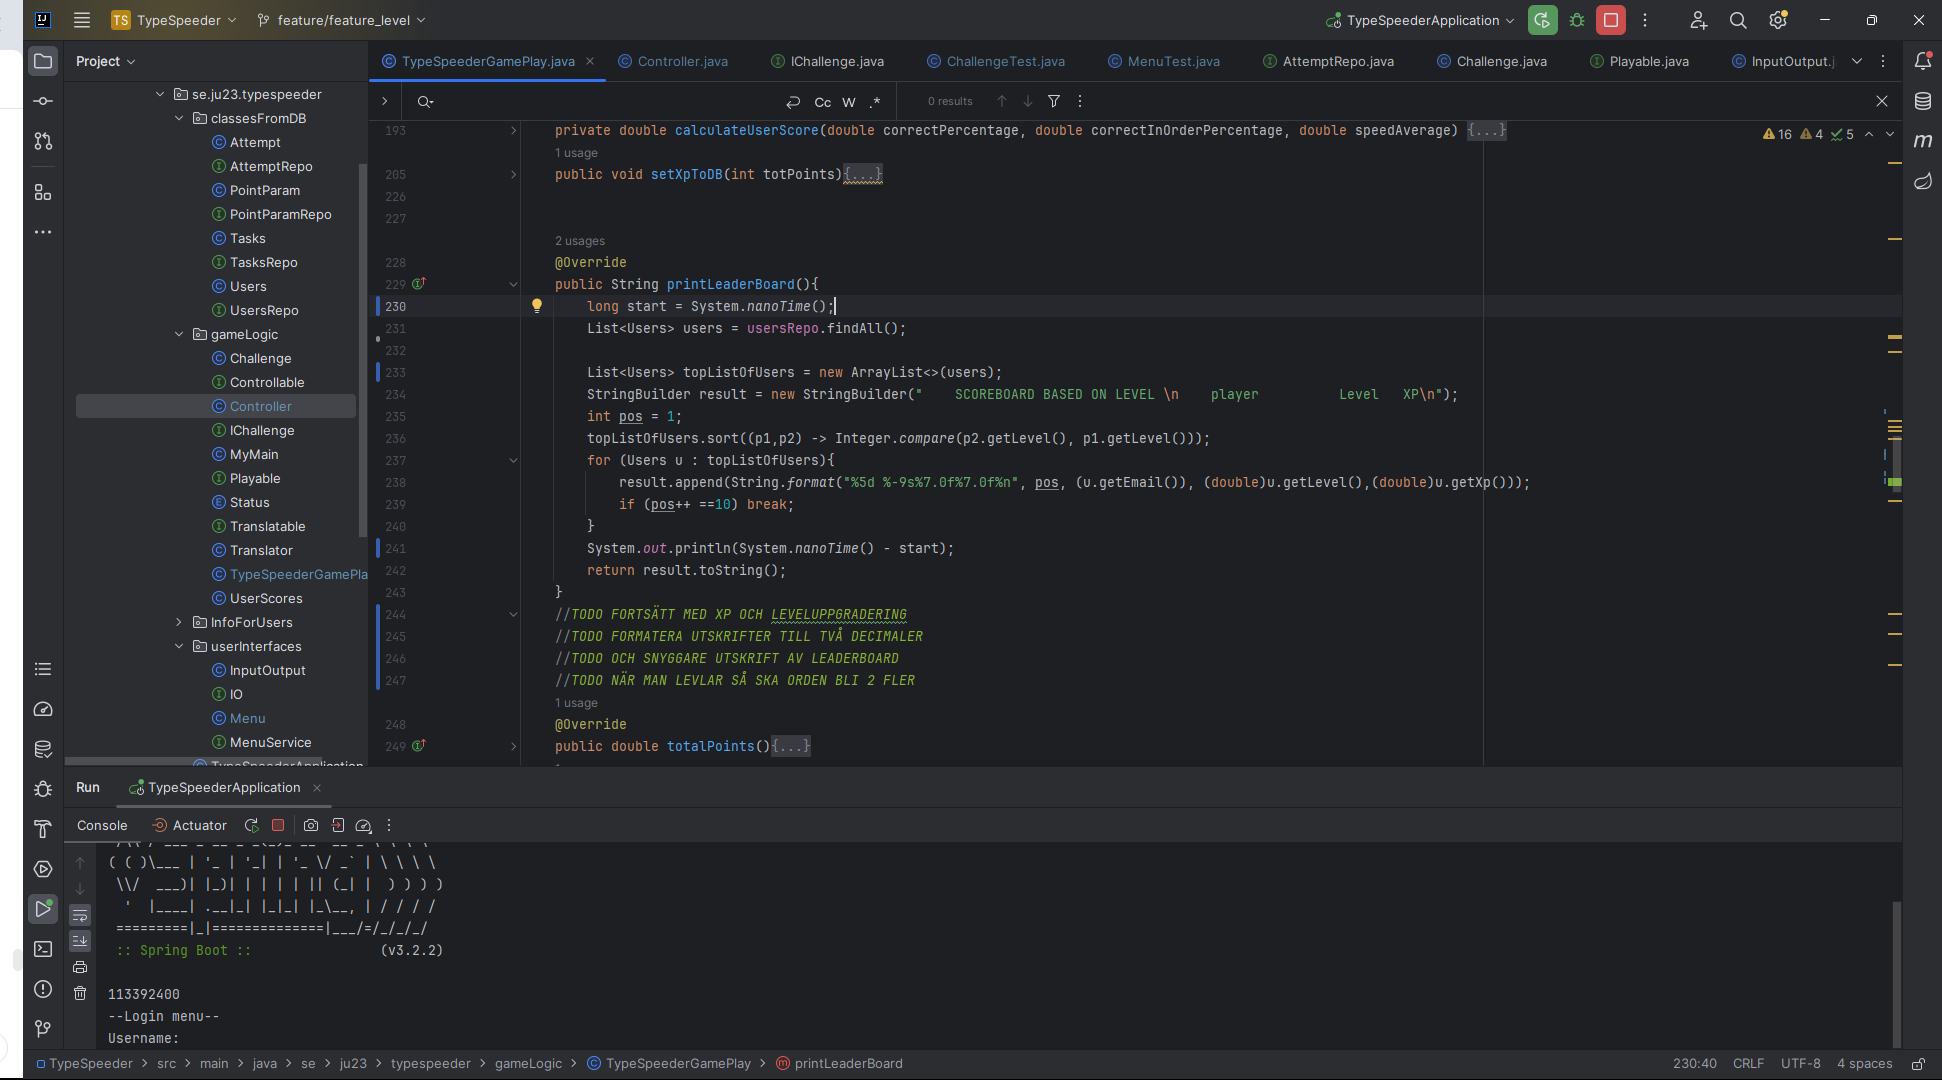 TS TypeSpeeder feature/feature_level TypeSpeederApplication
Project
TypeSpeederGamePlay.java Controller.java IChallenge.java ChallengeTest.java MenuTest.java AttemptRepo.java Challenge.java Playable.java InputOutput.j
se.ju23.typespeeder
classesFromDB
Attempt
AttemptRepo
PointParam
PointParamRepo
Tasks
TasksRepo
Users
UsersRepo
gameLogic
Challenge
Controllable
Controller
IChallenge
MyMain
Playable
Status
Translatable
Translator
TypeSpeederGamePla
UserScores
InfoForUsers
userInterfaces
InputOutput
IO
Menu
MenuService
TypeSpeederApplication
Cc W .* 0 results
16 4 5
193 private double calculateUserScore(double correctPercentage, double correctInOrderPercentage, double speedAverage) {...}
1 usage
205 public void setXpToDB(int totPoints){...}
226
227
2 usages
228 @Override
229 public String printLeaderBoard(){
230 long start = System.nanoTime();
231 List<Users> users = usersRepo.findAll();
232
233 List<Users> topListOfUsers = new ArrayList<>(users);
234 StringBuilder result = new StringBuilder("    SCOREBOARD BASED ON LEVEL \n    player          Level   XP\n");
235 int pos = 1;
236 topListOfUsers.sort((p1,p2) -> Integer.compare(p2.getLevel(), p1.getLevel()));
237 for (Users u : topListOfUsers){
238 result.append(String.format("%5d %-9s%7.0f%7.0f%n", pos, (u.getEmail()), (double)u.getLevel(),(double)u.getXp()));
239 if (pos++ ==10) break;
240 }
241 System.out.println(System.nanoTime() - start);
242 return result.toString();
243 }
244 //TODO FORTSÄTT MED XP OCH LEVELUPPGRADERING
245 //TODO FORMATERA UTSKRIFTER TILL TVÅ DECIMALER
246 //TODO OCH SNYGGARE UTSKRIFT AV LEADERBOARD
247 //TODO NÄR MAN LEVLAR SÅ SKA ORDEN BLI 2 FLER
1 usage
248 @Override
249 public double totalPoints(){...}
Run TypeSpeederApplication
Console Actuator
( ( )\___ | '_ | '_| | '_ \/ _` | \ \ \ \
\\/  ___)| |_)| | | | | || (_| |  ) ) ) )
'  |____| .__|_| |_|_| |_\__, | / / / /
=========|_|==============|___/=/_/_/_/
:: Spring Boot ::                (v3.2.2)
113392400
--Login menu--
Username:
TypeSpeeder > src > main > java > se > ju23 > typespeeder > gameLogic > TypeSpeederGamePlay > printLeaderBoard 230:40 CRLF UTF-8 4 spaces